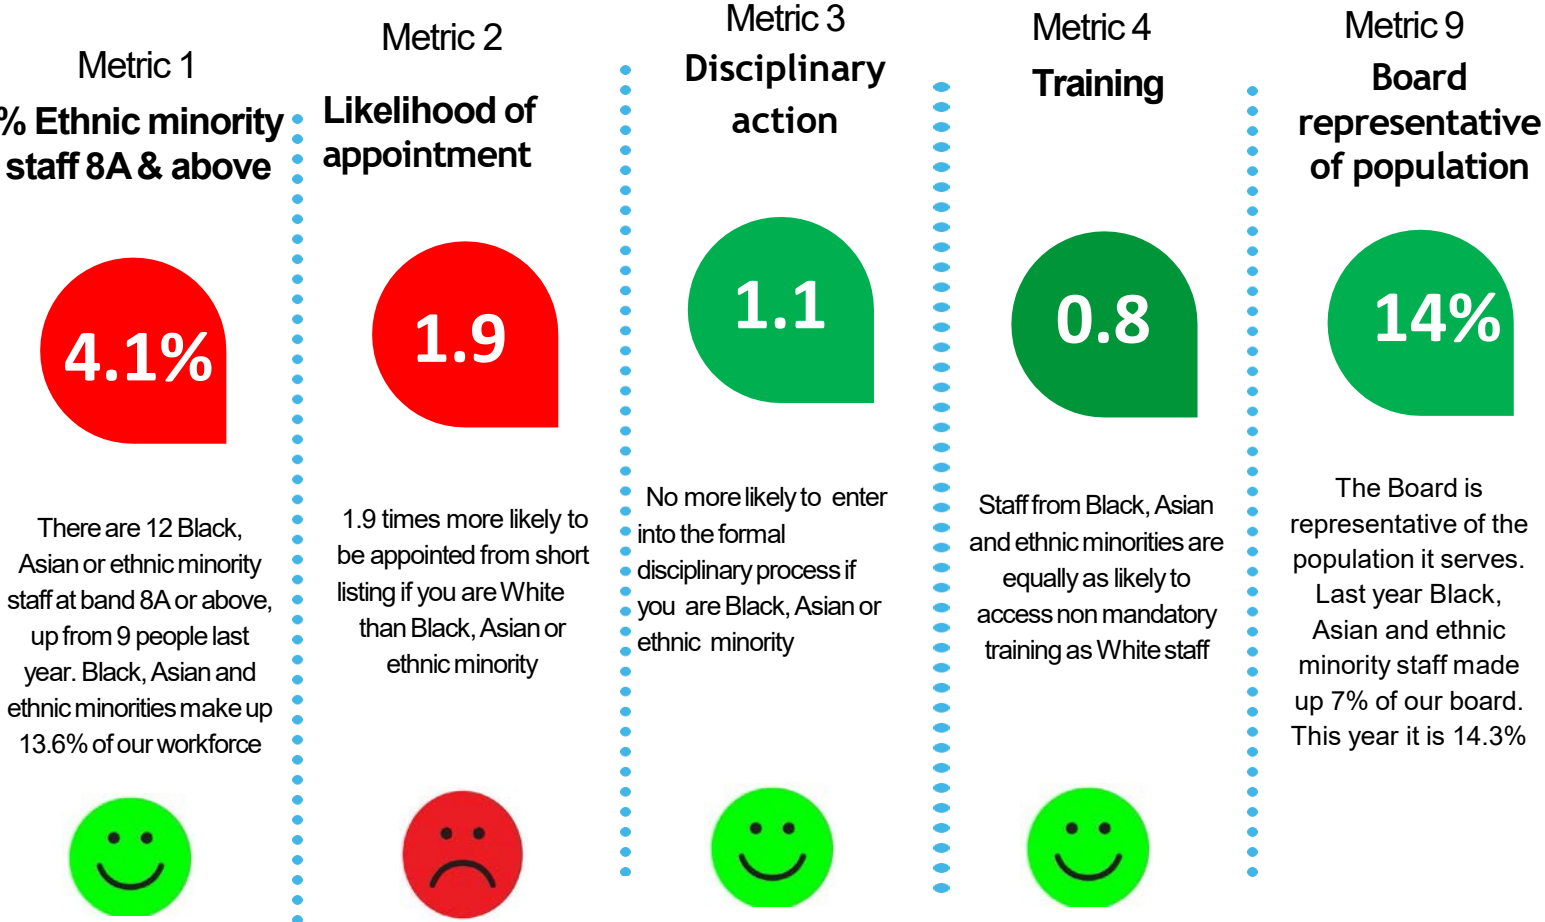 Metric 1
% Ethnic minority
staff 8A & above
4.1%
There are 12 Black,
Asian or ethnic minority
staff at band 8A or above,
up from 9 people last
year. Black, Asian and
ethnic minorities make up
13.6% of our workforce
Metric 2
Likelihood of
appointment
1.9
1.9 times more likely to
be appointed from short
listing if you are White
than Black, Asian or
ethnic minority
Metric 3
Disciplinary
action
1.1
No more likely to enter
into the formal
disciplinary process if
you are Black, Asian or
ethnic minority
Metric 4
Training
0.8
Staff from Black, Asian
and ethnic minorities are
equally as likely to
access non mandatory
training as White staff
Metric 9
Board
representative
of population
14%
The Board is
representative of the
population it serves.
Last year Black,
Asian and ethnic
minority staff made
up 7% of our board.
This year it is 14.3%